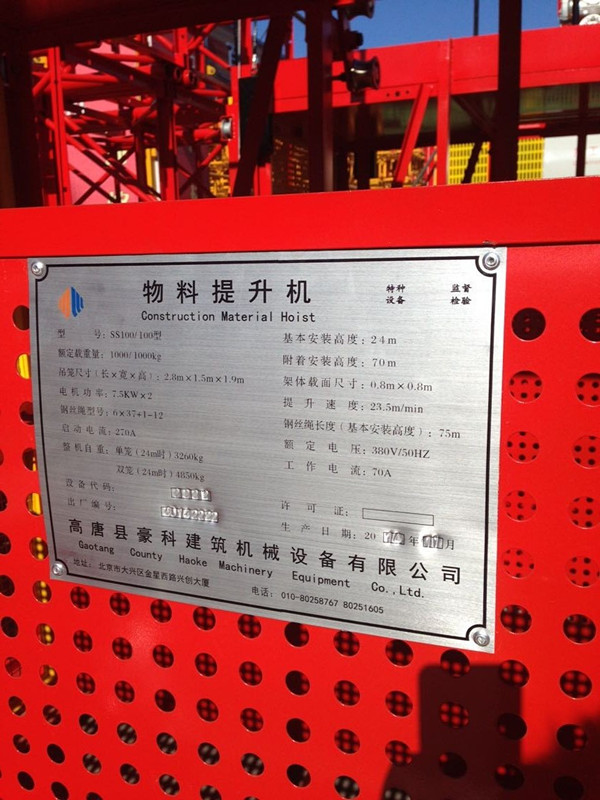 物料提升机
Construction Material Hoist
特种
设备
监督
检验
型 号: SS100/100型
额定载重量: 1000/1000kg
吊笼尺寸(长×宽×高): 2.8m×1.5m×1.9m
电机功率: 7.5KW×2
钢丝绳型号: 6×37+1-12
启动电流: 270A
整机自重: 单笼(24m时)3260kg
双笼(24m时)4850kg
设备代码:
出厂编号:
基本安装高度: 24m
附着安装高度: 70m
架体截面尺寸: 0.8m×0.8m
提升速度: 23.5m/min
钢丝绳长度(基本安装高度): 75m
额定电压: 380V/50HZ
工作电流: 70A
许可证:
生产日期: 20 年 月
高唐县豪科建筑机械设备有限公司
Gaotang County Haoke Machinery Equipment Co.,Ltd.
地址: 北京市大兴区金星西路兴创大厦
电话: 010-80258767 80251605